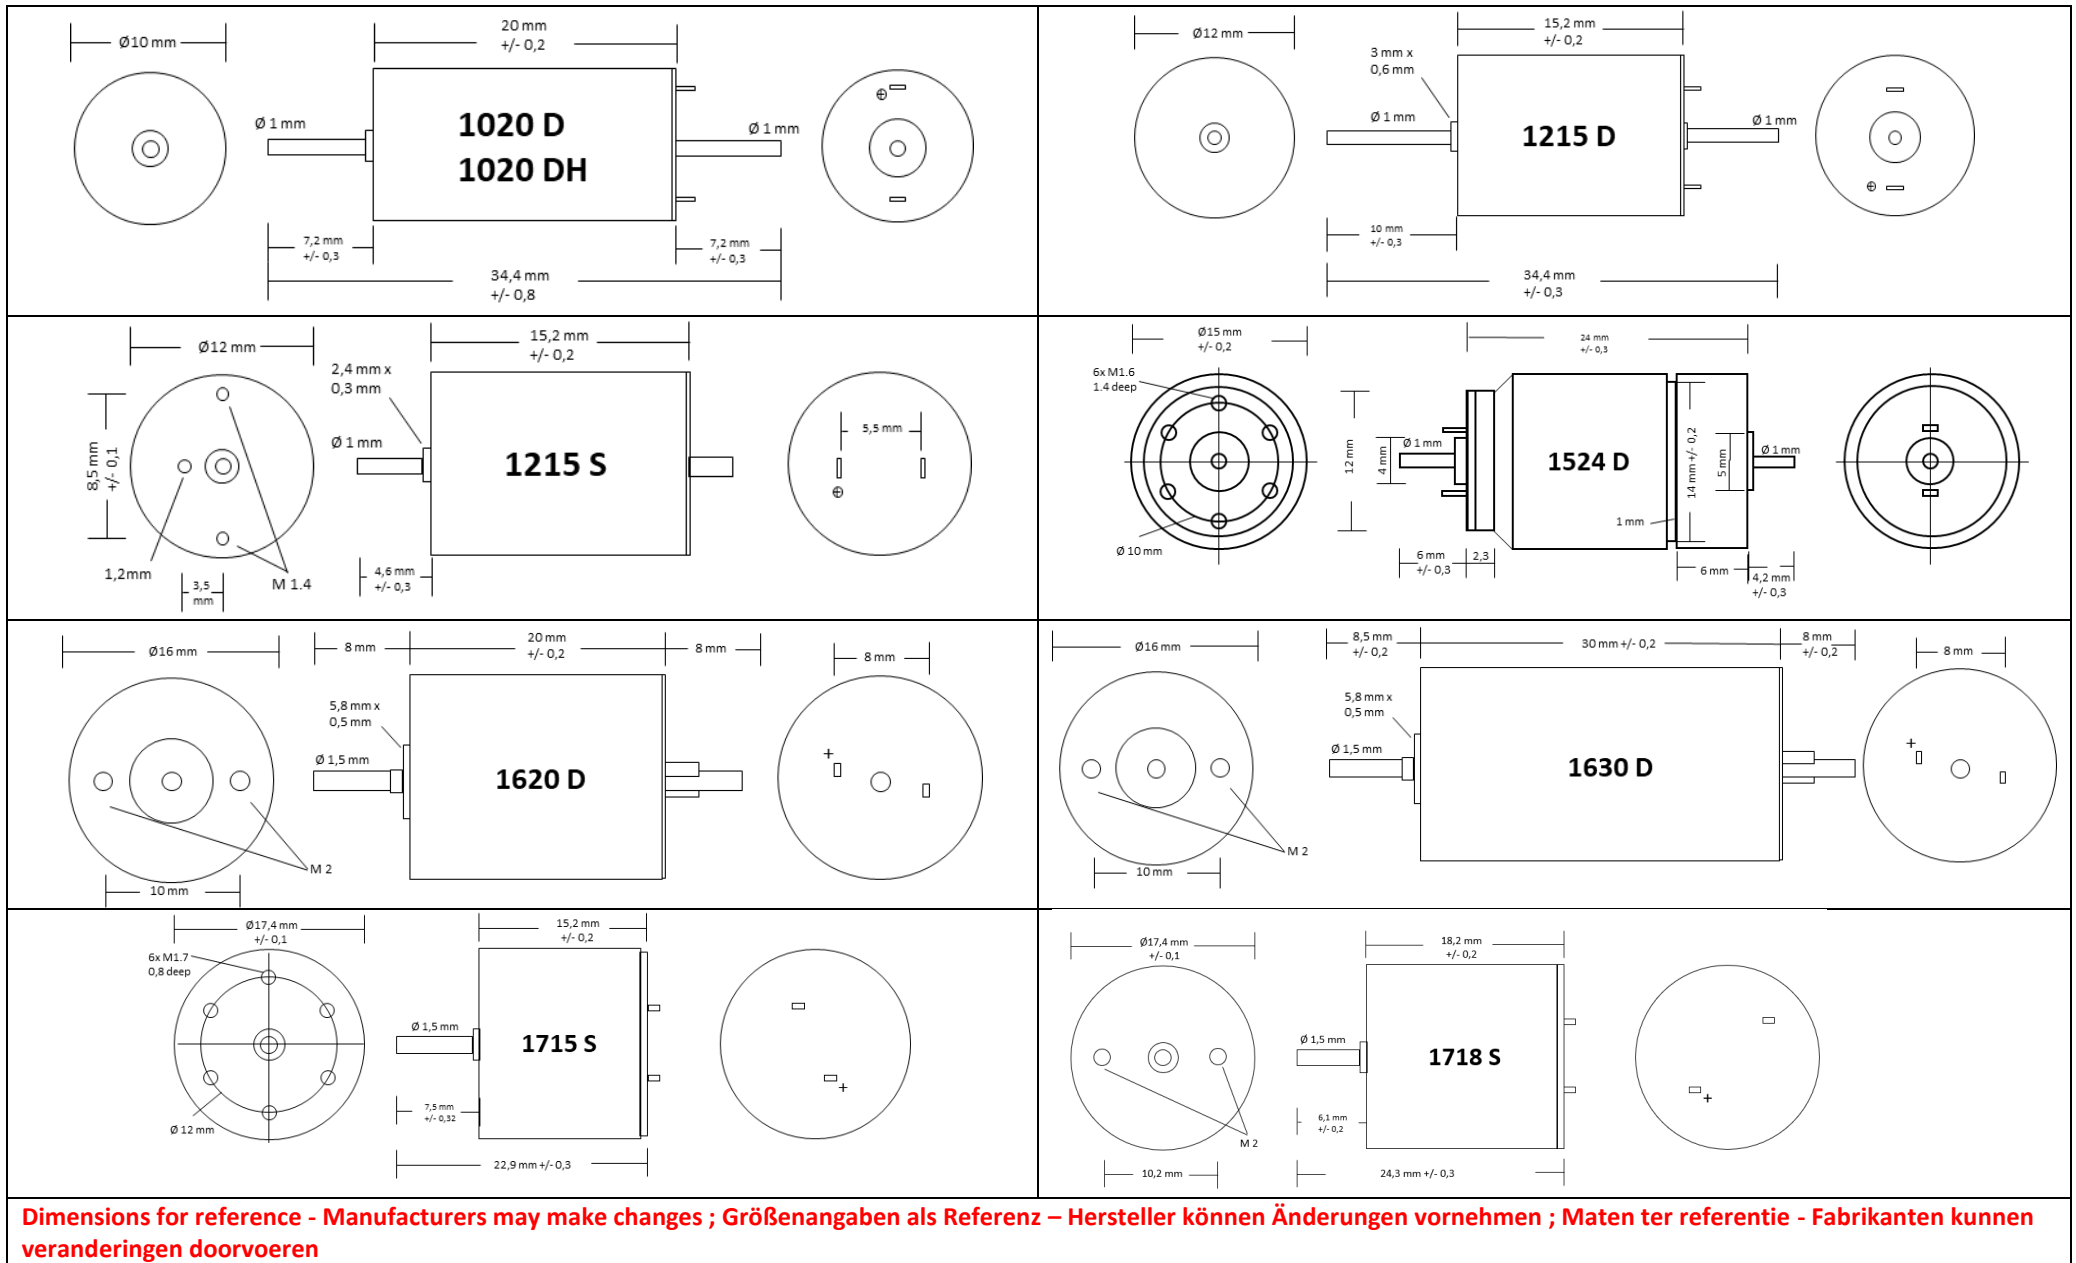 Ø10 mm
20 mm
+/- 0,2
Ø 1 mm
1020 D
1020 DH
Ø 1 mm
7,2 mm
+/- 0,3
7,2 mm
+/- 0,3
34,4 mm
+/- 0,8
Ø12 mm
15,2 mm
+/- 0,2
3 mm x
0,6 mm
Ø 1 mm
1215 D
Ø 1 mm
10 mm
+/- 0,3
34,4 mm
+/- 0,3
Ø12 mm
15,2 mm
+/- 0,2
2,4 mm x
0,3 mm
8,5 mm
+/- 0,1
Ø 1 mm
1215 S
5,5 mm
1,2mm
3,5
mm
M 1.4
4,6 mm
+/- 0,3
Ø15 mm
+/- 0,2
24 mm
+/- 0,3
6x M1.6
1.4 deep
12 mm
4 mm
Ø 1 mm
1524 D
14 mm +/- 0,2
5 mm
Ø 1 mm
1 mm
Ø 10 mm
6 mm
+/- 0,3
2,3
6 mm
4,2 mm
+/- 0,3
Ø16 mm
8 mm
20 mm
+/- 0,2
8 mm
8 mm
5,8 mm x
0,5 mm
Ø 1,5 mm
1620 D
+
M 2
10 mm
Ø16 mm
8,5 mm
+/- 0,2
30 mm +/- 0,2
8 mm
+/- 0,2
8 mm
5,8 mm x
0,5 mm
Ø 1,5 mm
1630 D
+
M 2
10 mm
Ø17,4 mm
+/- 0,1
15,2 mm
+/- 0,2
6x M1.7
0,8 deep
Ø 1,5 mm
1715 S
+
7,5 mm
+/- 0,32
Ø 12 mm
22,9 mm +/- 0,3
Ø17,4 mm
+/- 0,1
18,2 mm
+/- 0,2
Ø 1,5 mm
1718 S
+
6,1 mm
+/- 0,2
M 2
10,2 mm
24,3 mm +/- 0,3
Dimensions for reference - Manufacturers may make changes ; Größenangaben als Referenz – Hersteller können Änderungen vornehmen ; Maten ter referentie - Fabrikanten kunnen
veranderingen doorvoeren